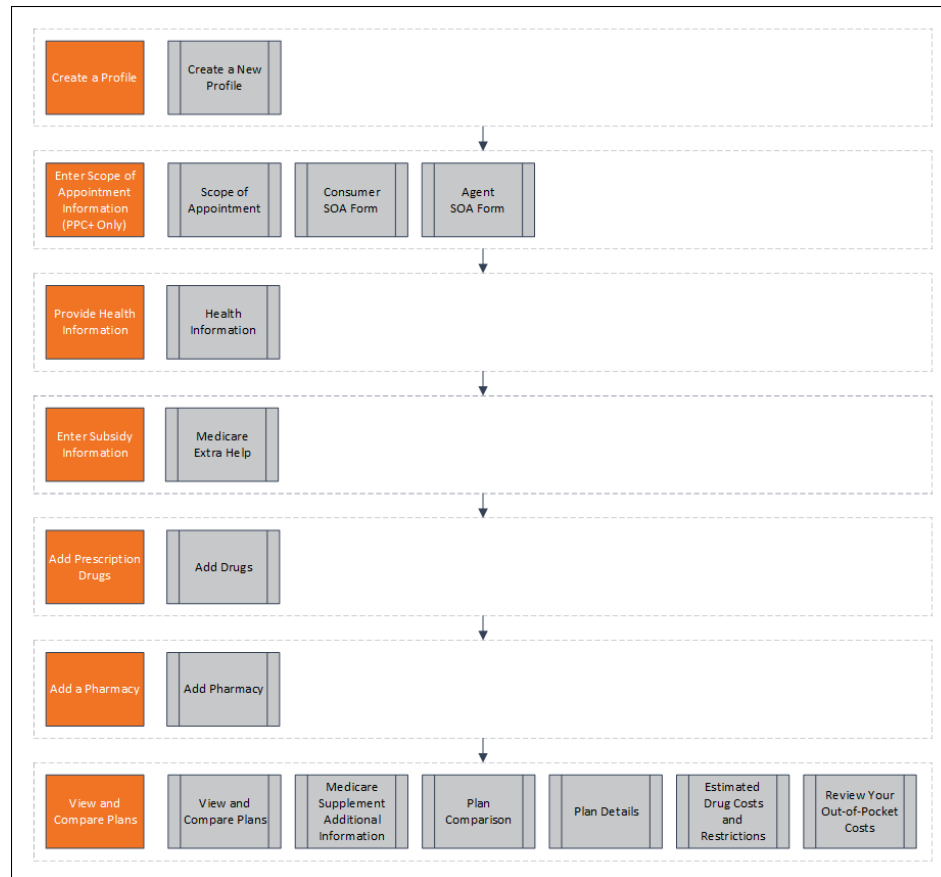 Create a Profile
Create a New
Profile
Enter Scope of
Appointment
Information
(PPC+ Only)
Scope of
Appointment
Consumer
SOA Form
Agent
SOA Form
Provide Health
Information
Health
Information
Enter Subsidy
Information
Medicare
Extra Help
Add Prescription
Drugs
Add Drugs
Add a Pharmacy
Add Pharmacy
View and
Compare Plans
View and
Compare Plans
Medicare
Supplement
Additional
Information
Plan
Comparison
Plan Details
Estimated
Drug Costs
and
Restrictions
Review Your
Out-of-Pocket
Costs